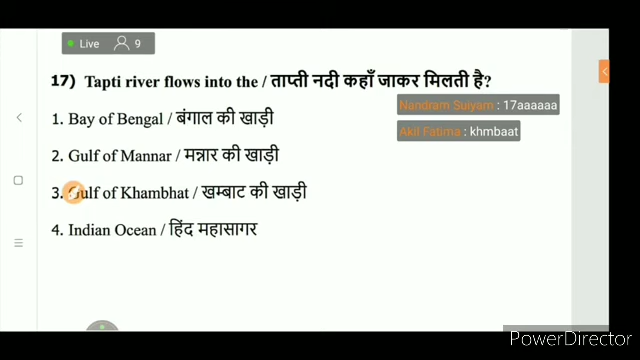 Live 9
17) Tapti river flows into the / ताप्ती नदी कहाँ जाकर मिलती है?
Nandram Suiyam : 17aaaaaa
1. Bay of Bengal / बंगाल की खाड़ी
Akil Fatima : khmbaat
2. Gulf of Mannar / मन्नार की खाड़ी
3. Gulf of Khambhat / खम्बाट की खाड़ी
4. Indian Ocean / हिंद महासागर
PowerDirector